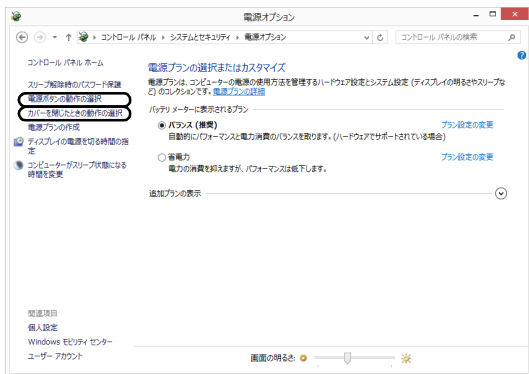 電源オプション
コントロール パネル ▸ システムとセキュリティ ▸ 電源オプション
コントロール パネルの検索
コントロール パネル ホーム
スリープ解除時のパスワード保護
電源ボタンの動作の選択
カバーを閉じたときの動作の選択
電源プランの作成
ディスプレイの電源を切る時間の指
定
コンピューターがスリープ状態になる
時間を変更
電源プランの選択またはカスタマイズ
電源プランは、コンピューターの電源の使用方法を管理するハードウェア設定とシステム設定 (ディスプレイの明るさやスリープな
ど) のコレクションです。電源プランの詳細
バッテリ メーターに表示されるプラン
バランス (推奨)
プラン設定の変更
自動的にパフォーマンスと電力消費のバランスを取ります。(ハードウェアでサポートされている場合)
省電力
プラン設定の変更
電力の消費を抑えますが、パフォーマンスは低下します。
追加プランの表示
関連項目
個人設定
Windows モビリティ センター
ユーザー アカウント
画面の明るさ: